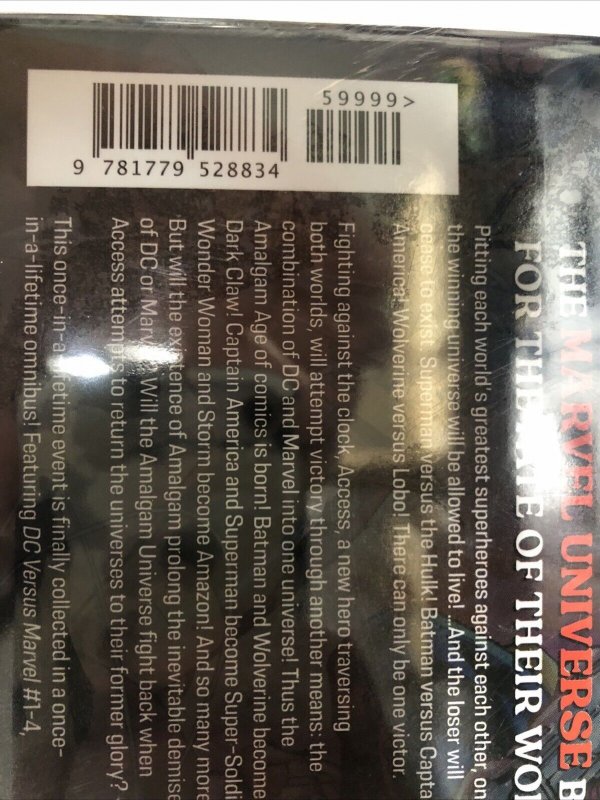 59999>
9 781779 528834
THE MARVEL UNIVERSE B
FOR THE FATE OF THEIR WOR
Pitting each world's greatest superheroes against each other, on
the winning universe will be allowed to live! And the loser will
cease to exist. Superman versus the Hulk! Batman versus Capta
America! Wolverine versus Lobo! There can only be one victor.
Fighting against the clock, Access, a new hero traversing
both worlds, will attempt victory through another means: the
combination of DC and Marvel into one universe! Thus the
Amalgam Age of comics is born! Batman and Wolverine become
Dark Claw! Captain America and Superman become Super-Soldi
Wonder Woman and Storm become Amazon! And so many more
But will the existence of Amalgam prolong the inevitable demise
of DC or Marvel? Will the Amalgam Universe fight back when
Access attempts to return the universes to their former glory?
This once-in-a-lifetime event is finally collected in a once-
in-a-lifetime omnibus! Featuring DC Versus Marvel #1-4,